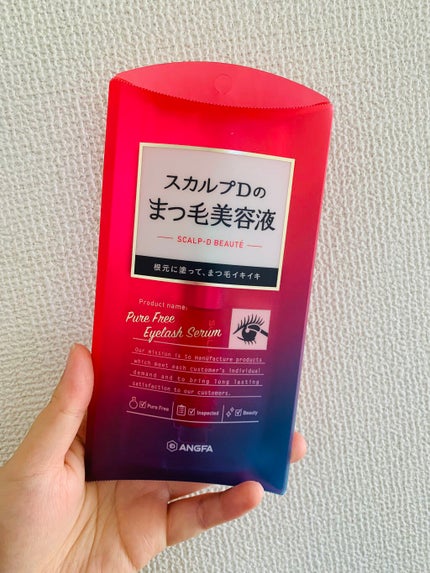 スカルプDの
まつ毛美容液
SCALP-D BEAUTÉ
根元に塗って、まつ毛イキイキ
Product name:
Pure Free
Eyelash Serum
Our mission is to manufacture products
which meet each customer's individual
demand and to bring long lasting
satisfaction to our customers.
Pure Free
Inspected
Beauty
ANGFA